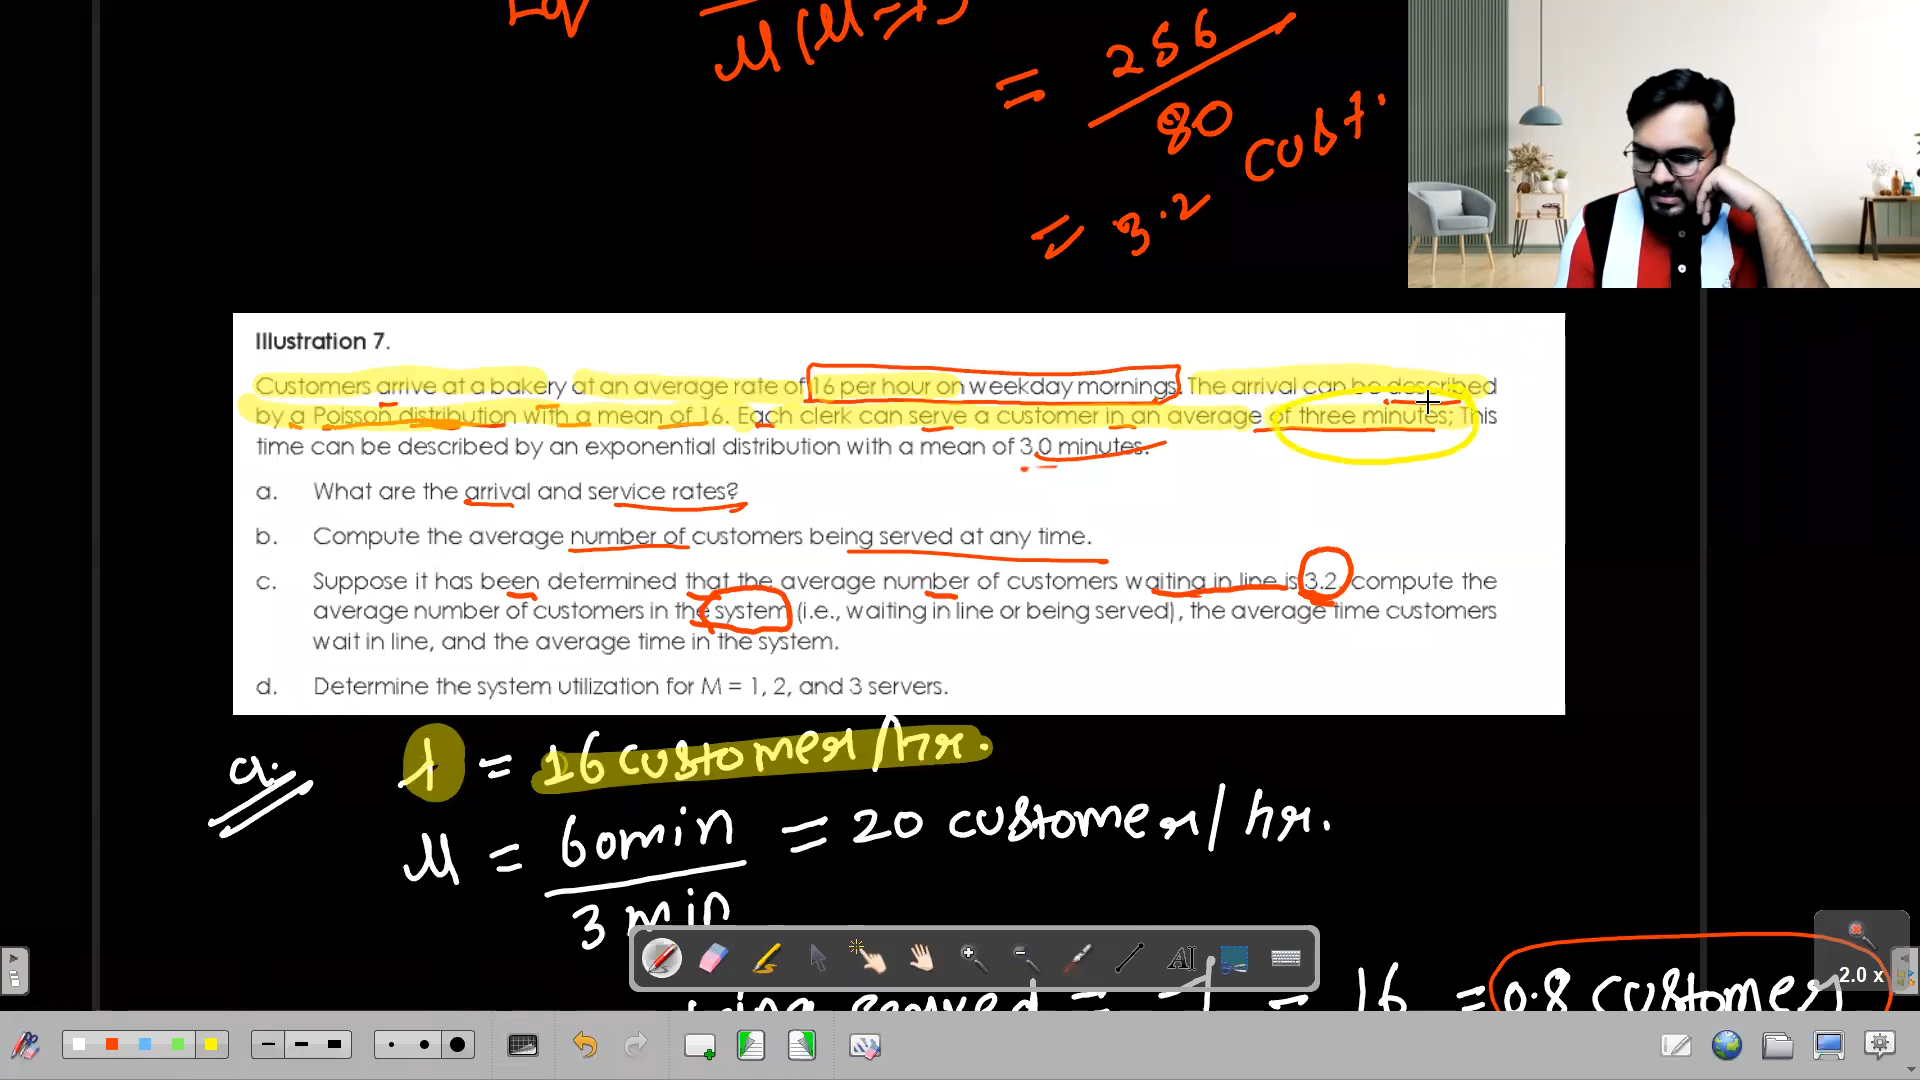 Lq
μ(μ-λ)
= 256
80
= 3.2 cust.
Illustration 7.
Customers arrive at a bakery at an average rate of 16 per hour on weekday mornings. The arrival can be described
by a Poisson distribution with a mean of 16. Each clerk can serve a customer in an average of three minutes; This
time can be described by an exponential distribution with a mean of 3.0 minutes.
a. What are the arrival and service rates?
b. Compute the average number of customers being served at any time.
c. Suppose it has been determined that the average number of customers waiting in line is 3.2, compute the
average number of customers in the system (i.e., waiting in line or being served), the average time customers
wait in line, and the average time in the system.
d. Determine the system utilization for M = 1, 2, and 3 servers.
a. λ = 16 customer/hr.
μ = 60min = 20 customer/hr.
3 min
being served = λ = 16 = 0.8 customer
2.0 x